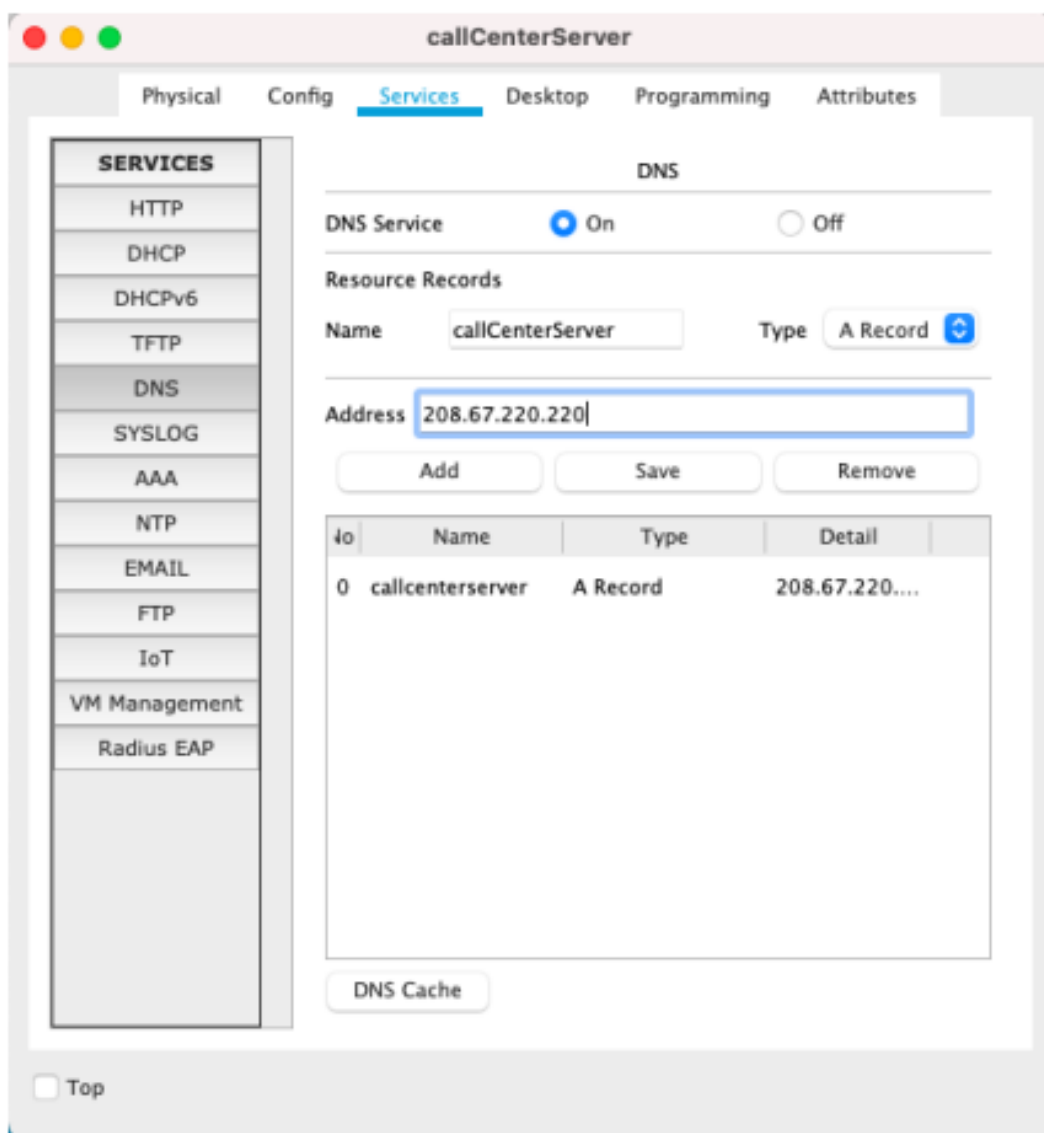 callCenterServer
Physical Config Services Desktop Programming Attributes
SERVICES
HTTP
DHCP
DHCPv6
TFTP
DNS
SYSLOG
AAA
NTP
EMAIL
FTP
IoT
VM Management
Radius EAP
DNS
DNS Service On Off
Resource Records
Name callCenterServer Type A Record
Address 208.67.220.220
Add Save Remove
Name Type Detail
0 callcenterserver A Record 208.67.220....
DNS Cache
Top